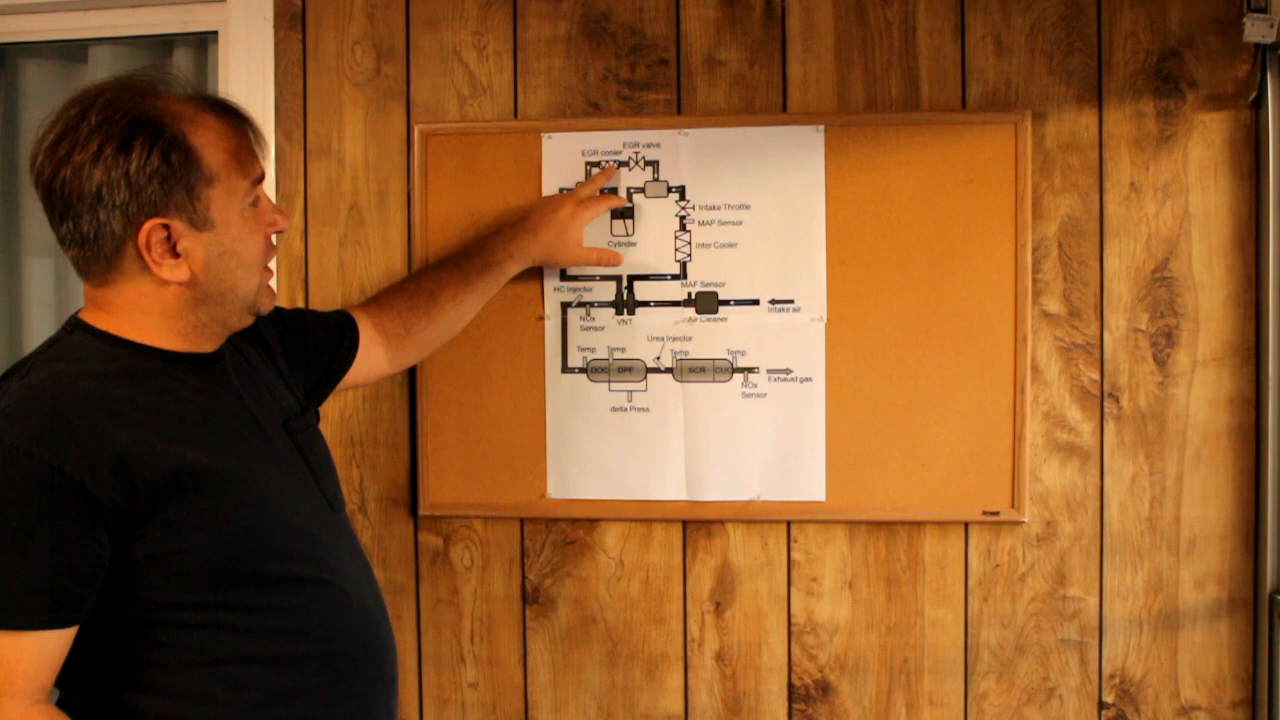 EGR valve
EGR cooler
Intake Throttle
MAP Sensor
Cylinder
Inter Cooler
MAF Sensor
HC Injector
Intake air
NOx
Sensor
VNT
Air Cleaner
Urea Injector
Temp.
Temp.
Temp.
Temp.
DOC
DPF
SCR
CUC
Exhaust gas
NOx
Sensor
delta Press.